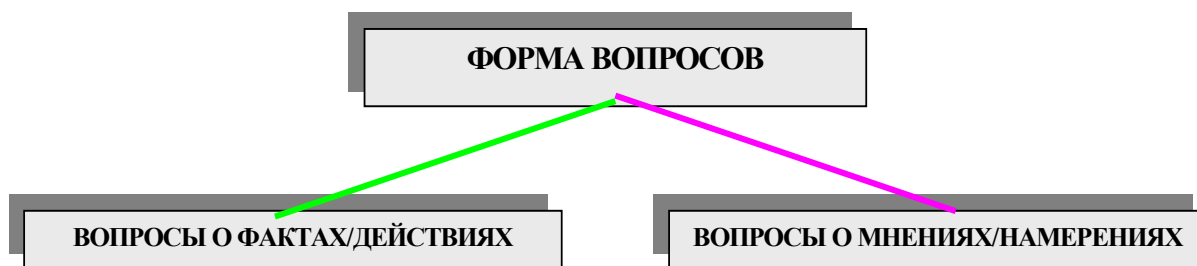 ФОРМА ВОПРОСОВ
ВОПРОСЫ О ФАКТАХ/ДЕЙСТВИЯХ
ВОПРОСЫ О МНЕНИЯХ/НАМЕРЕНИЯХ